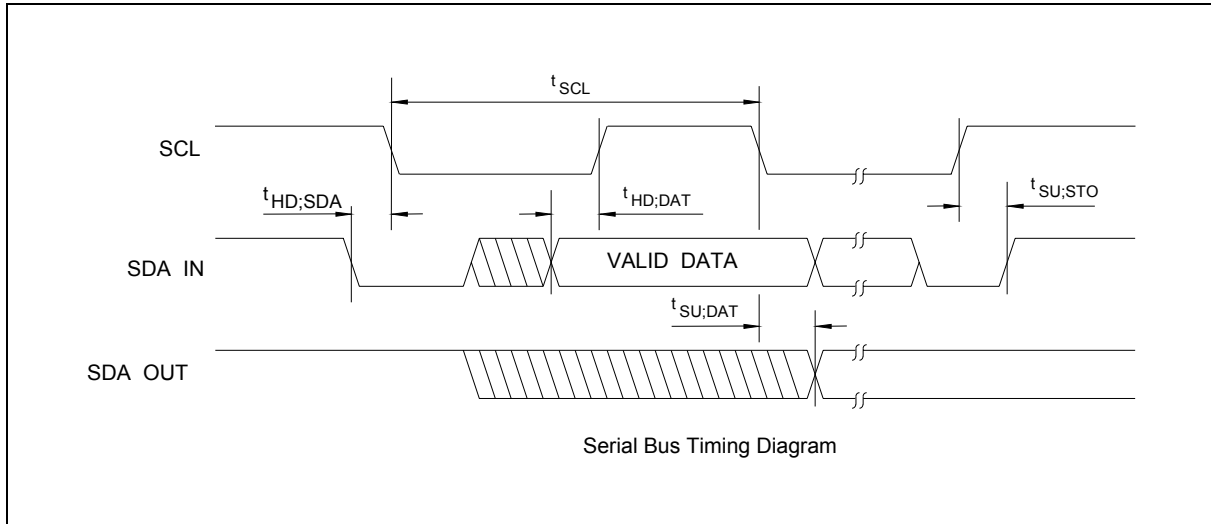 tSCL
SCL
tHD;SDA
tHD;DAT
tSU;STO
SDA IN
VALID DATA
tSU;DAT
SDA OUT
Serial Bus Timing Diagram